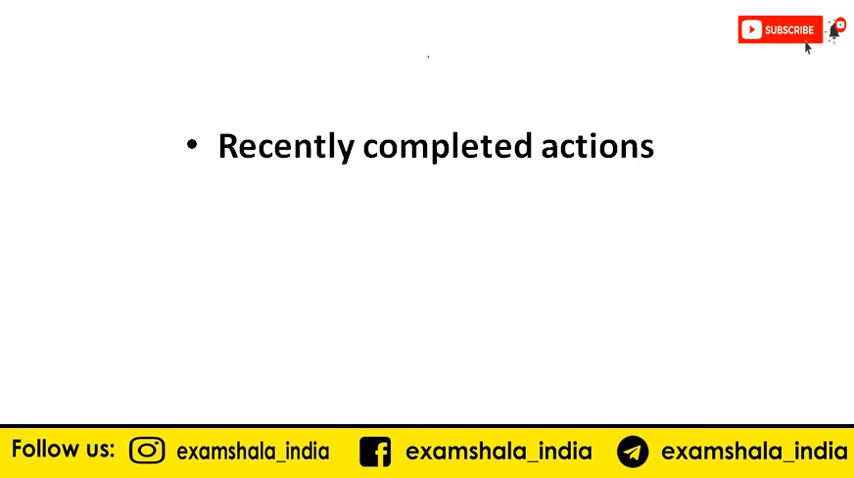 SUBSCRIBE
• Recently completed actions
Follow us: examshala_india examshala_india examshala_india